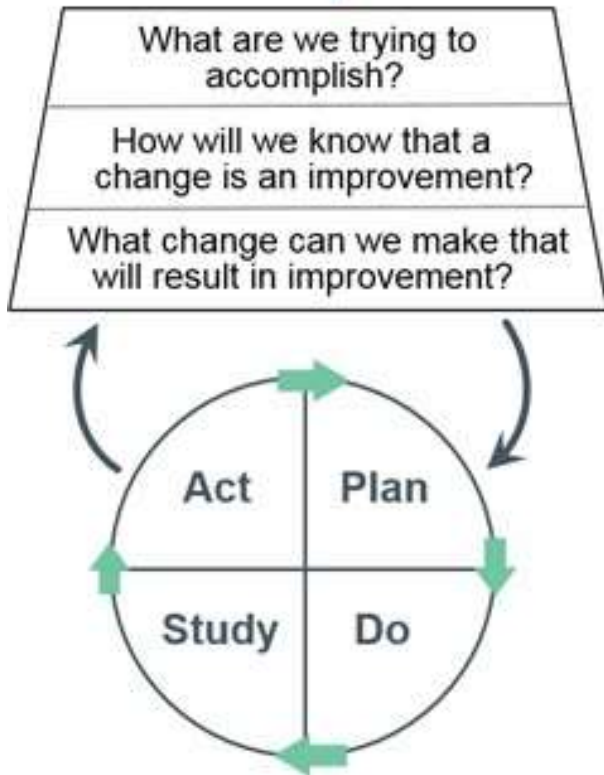 What are we trying to
accomplish?
How will we know that a
change is an improvement?
What change can we make that
will result in improvement?
Act
Plan
Study
Do